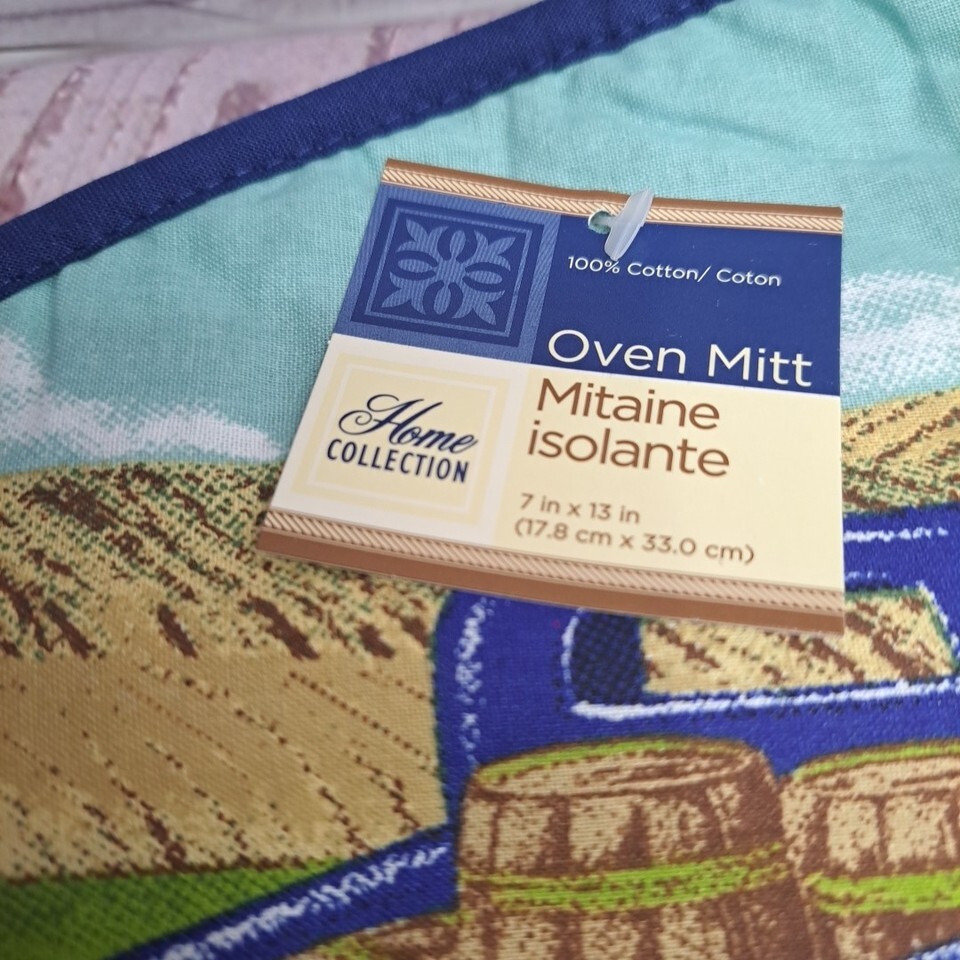 100% Cotton/ Coton
Oven Mitt
Mitaine
isolante
Home
COLLECTION
7 in x 13 in
(17.8 cm x 33.0 cm)